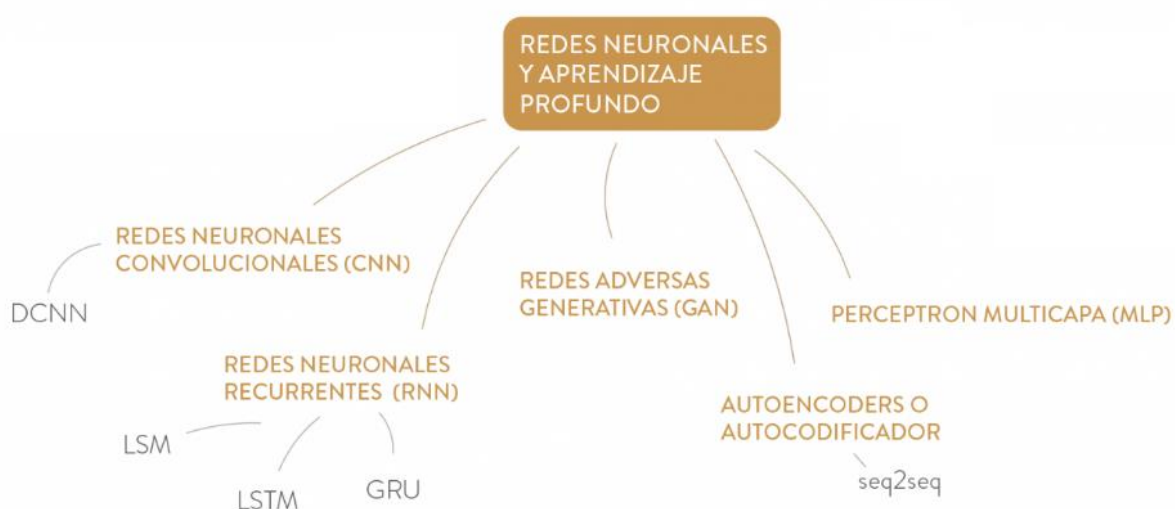 REDES NEURONALES
Y APRENDIZAJE
PROFUNDO
REDES NEURONALES
CONVOLUCIONALES (CNN)
DCNN
REDES NEURONALES
RECURRENTES (RNN)
LSM
LSTM
GRU
REDES ADVERSAS
GENERATIVAS (GAN)
AUTOENCODERS O
AUTOCODIFICADOR
seq2seq
PERCEPTRON MULTICAPA (MLP)